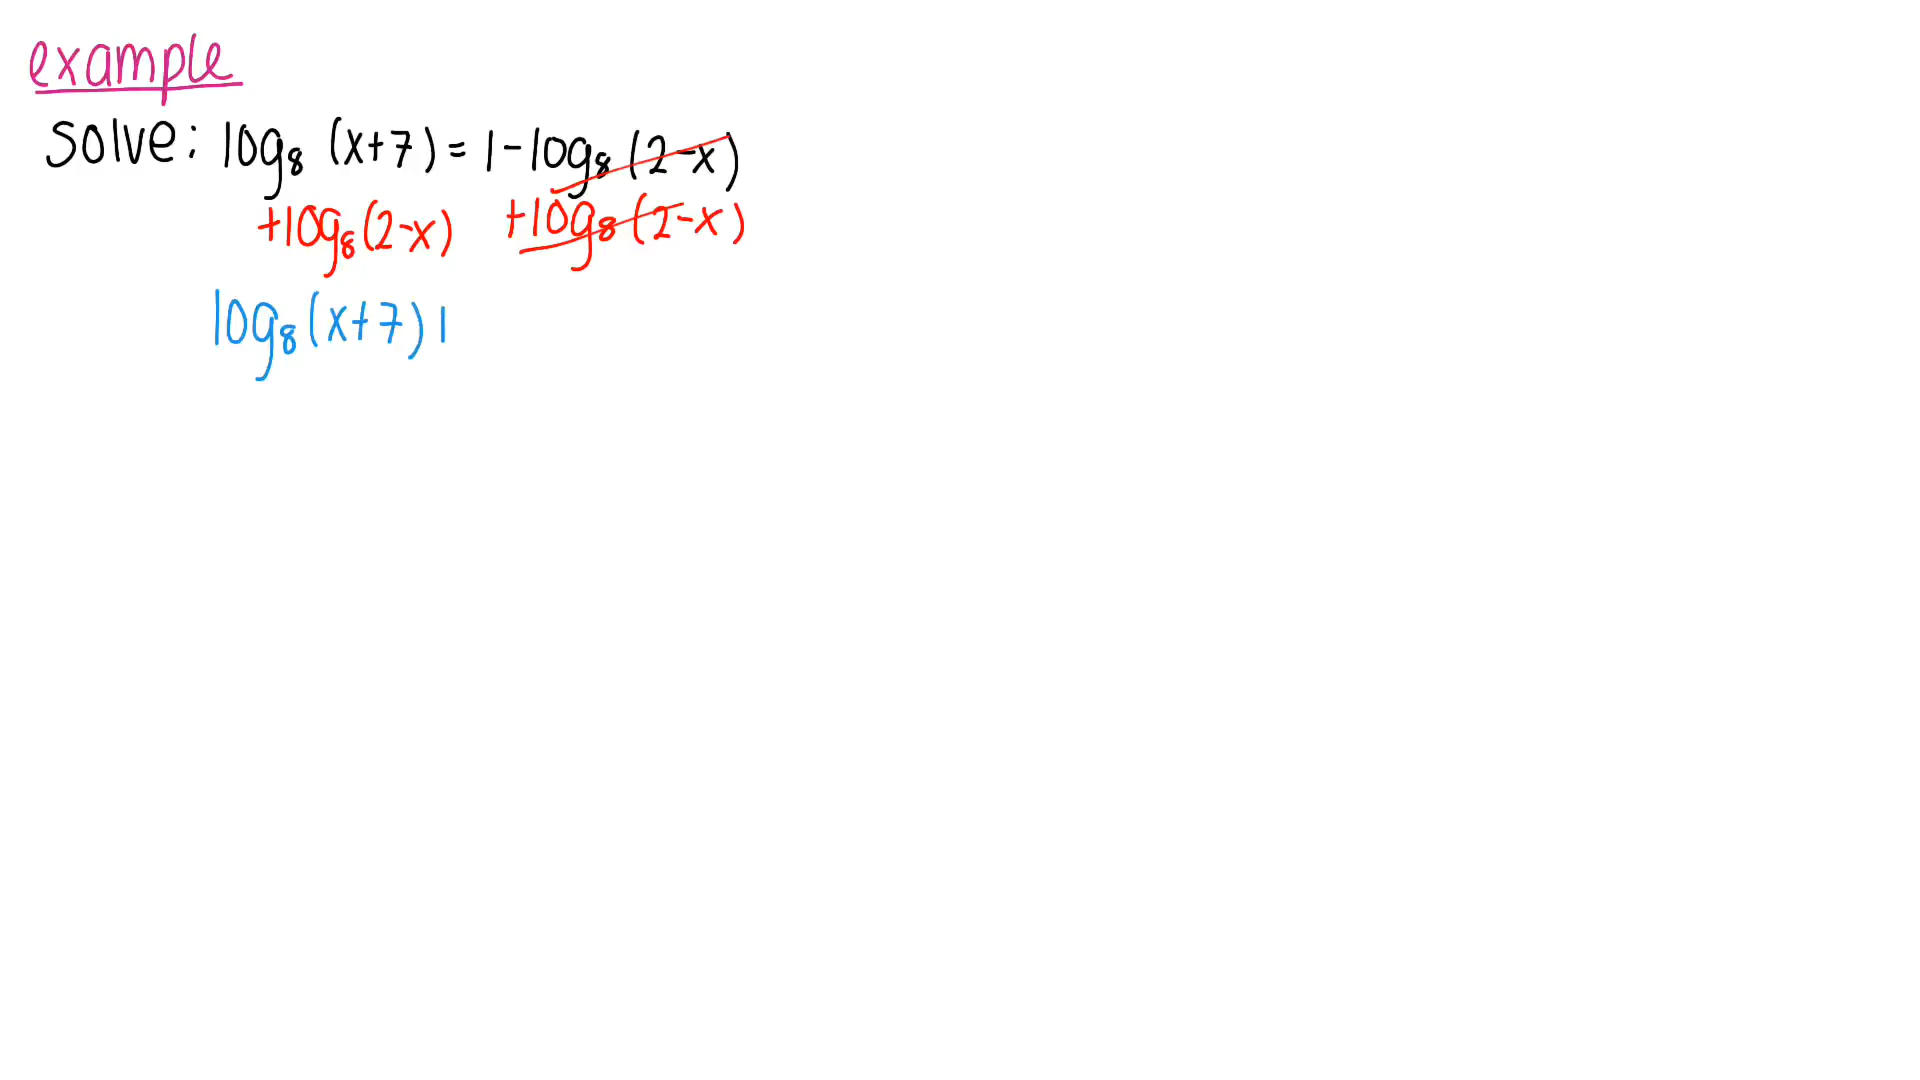 example
solve: log₈ (x+7) = 1 - log₈ (2-x)
+log₈(2-x) +log₈(2-x)
log₈(x+7) |